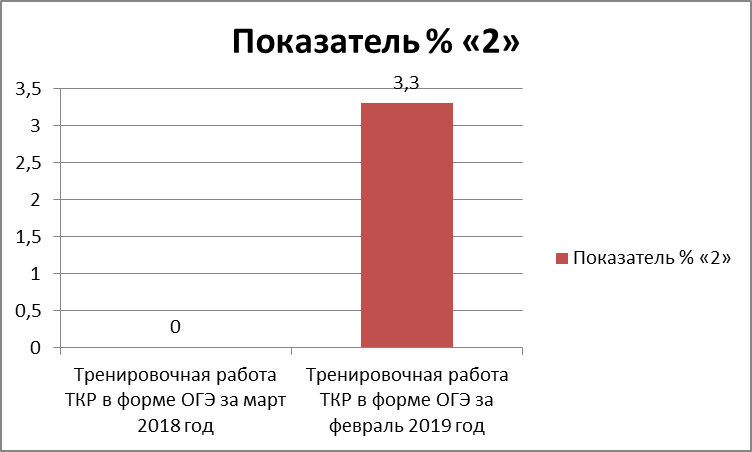 Показатель % «2»
3,5
3
2,5
2
1,5
1
0,5
0
0
3,3
Тренировочная работа
ТКР в форме ОГЭ за март
2018 год
Тренировочная работа
ТКР в форме ОГЭ за
февраль 2019 год
Показатель % «2»